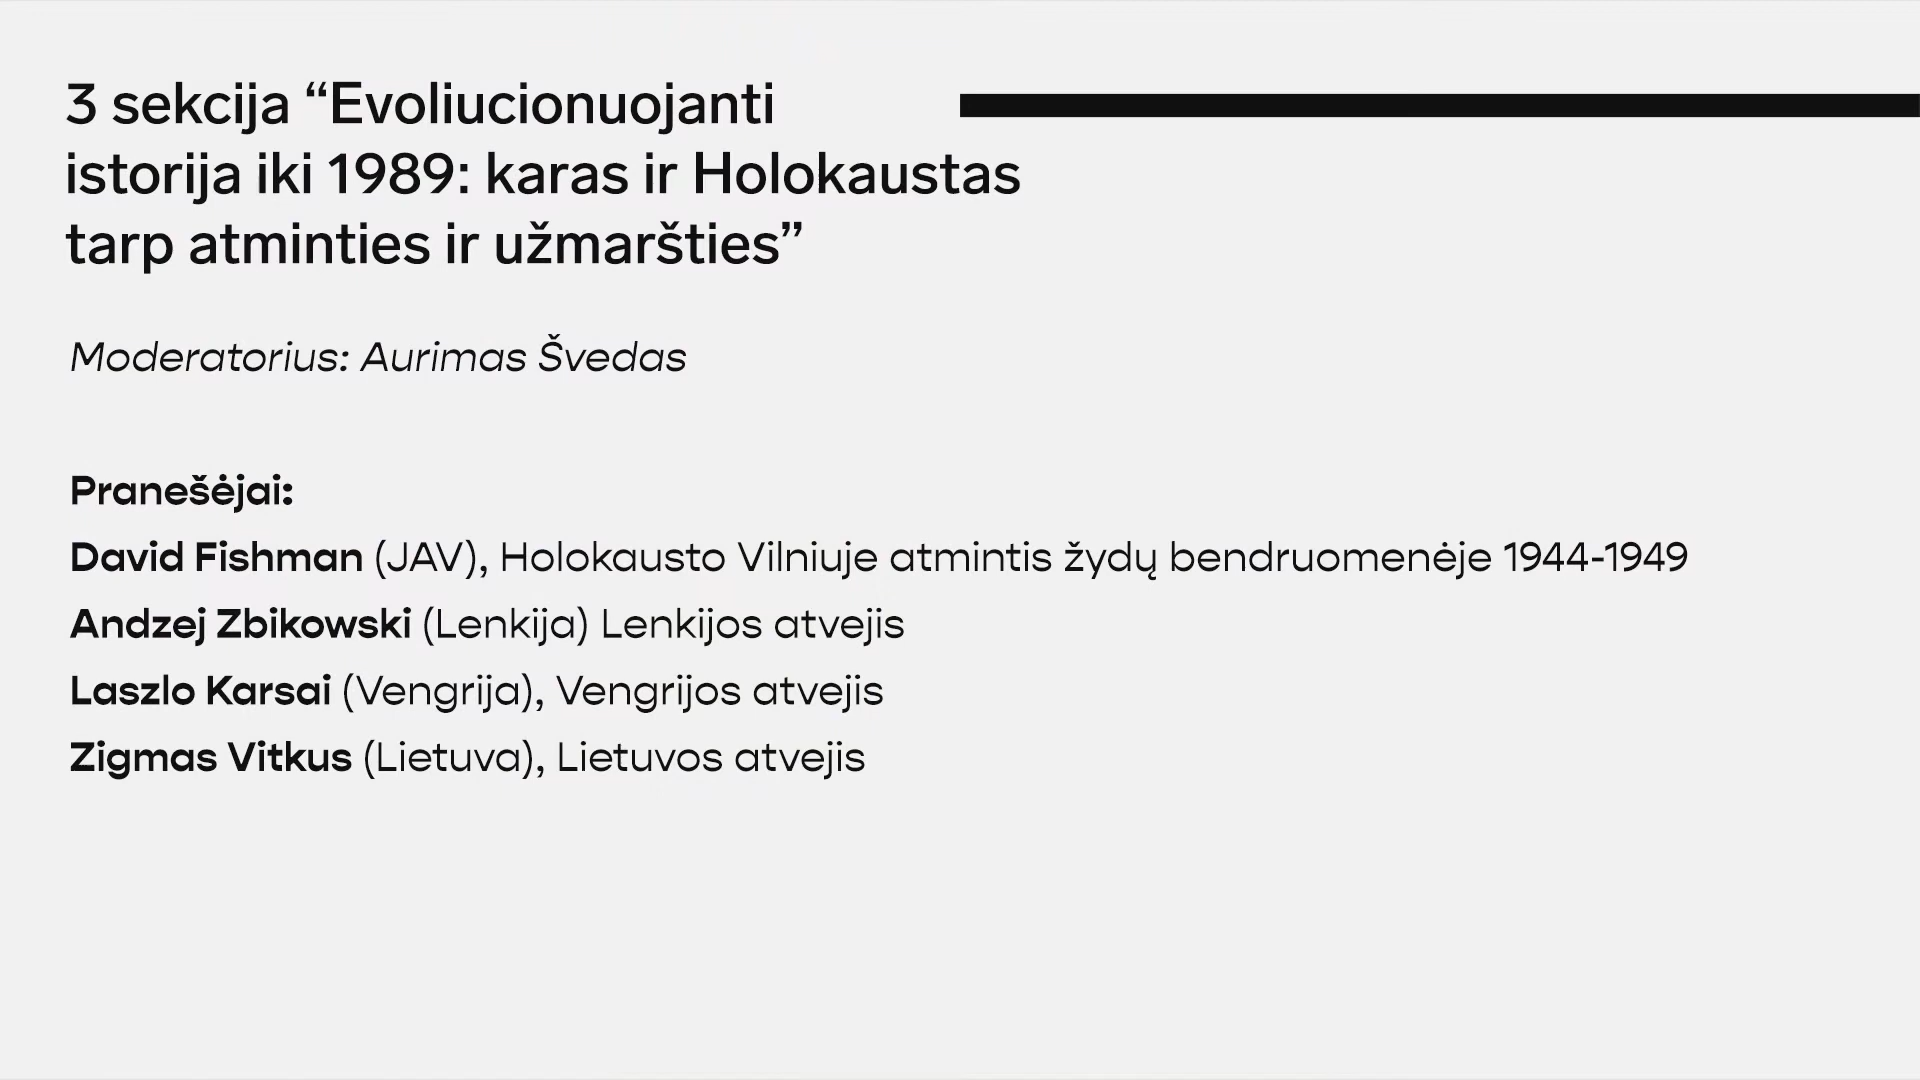 3 sekcija “Evoliucionuojanti
istorija iki 1989: karas ir Holokaustas
tarp atminties ir užmaršties”
Moderatorius: Aurimas Švedas
Pranešėjai:
David Fishman (JAV), Holokausto Vilniuje atmintis žydų bendruomenėje 1944-1949
Andzej Zbikowski (Lenkija) Lenkijos atvejis
Laszlo Karsai (Vengrija), Vengrijos atvejis
Zigmas Vitkus (Lietuva), Lietuvos atvejis